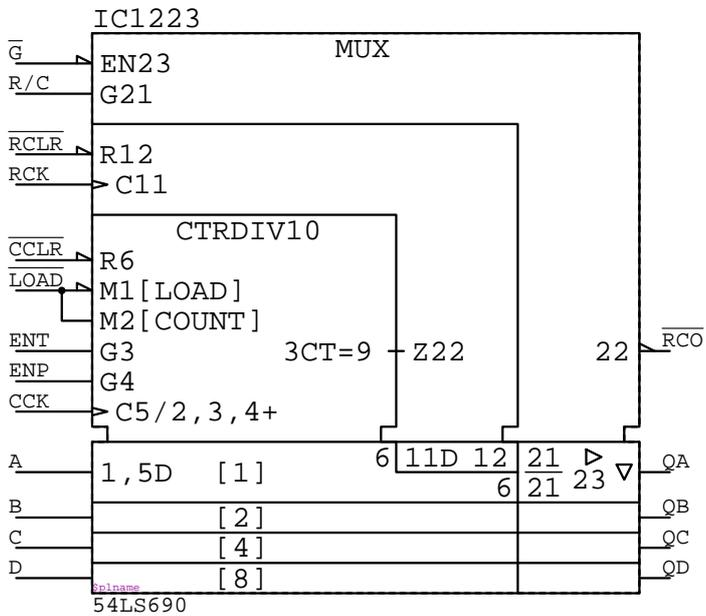 IC1223
MUX
G
EN23
R/C
G21
RCLR
R12
RCK
C11
CTRDIV10
CCLR
R6
LOAD
M1[LOAD]
M2[COUNT]
ENT
G3
3CT=9
Z22
22
RCO
ENP
G4
CCK
C5/2,3,4+
A
1,5D
[1]
6
11D
12
21
6
21
23
QA
B
[2]
QB
C
[4]
QC
D
[8]
QD
$plname
54LS690